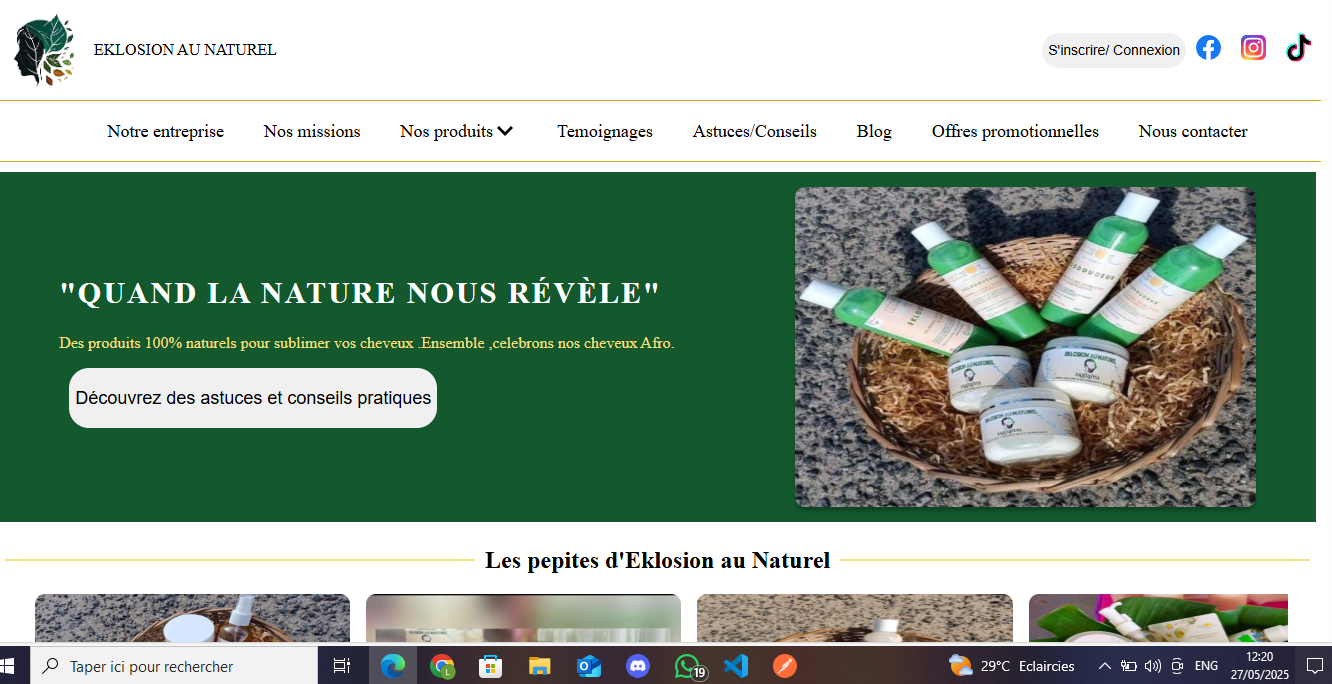 EKLOSION AU NATUREL
S'inscrire/ Connexion
Notre entreprise
Nos missions
Nos produits
Temoignages
Astuces/Conseils
Blog
Offres promotionnelles
Nous contacter
"QUAND LA NATURE NOUS RÉVÈLE"
Des produits 100% naturels pour sublimer vos cheveux .Ensemble ,celebrons nos cheveux Afro.
Découvrez des astuces et conseils pratiques
EKLOSION AU NATUREL
Les pepites d'Eklosion au Naturel
Taper ici pour rechercher
L
19
29°C Eclaircies
ENG
12:20
27/05/2025